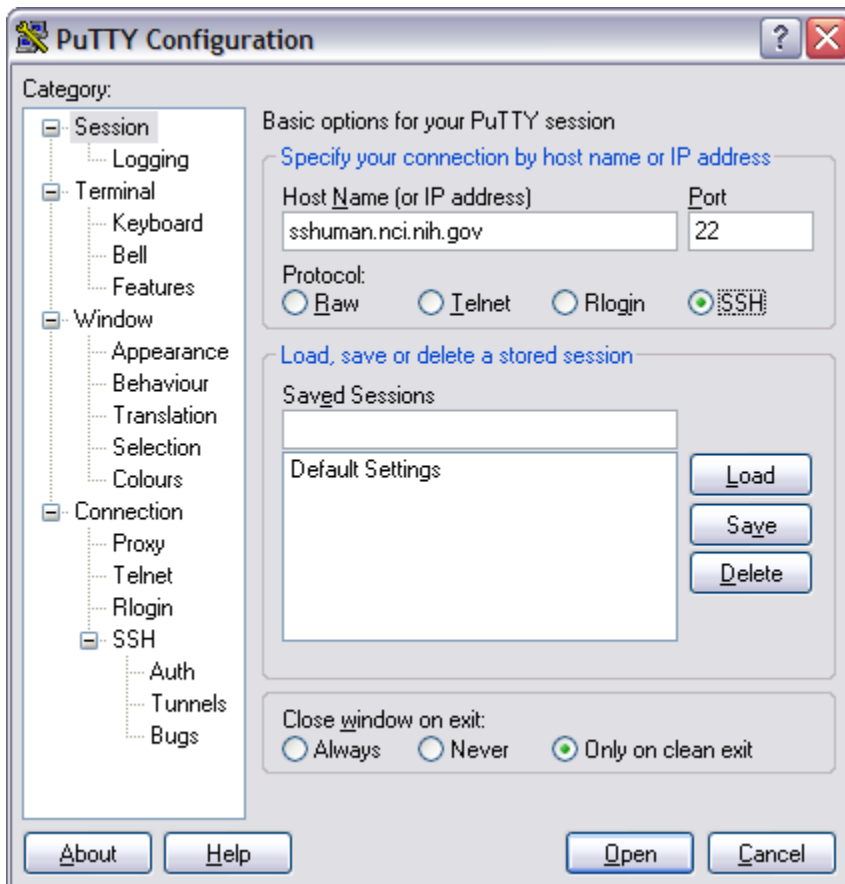 PuTTY Configuration
?
Category:
Session
Logging
Terminal
Keyboard
Bell
Features
Window
Appearance
Behaviour
Translation
Selection
Colours
Connection
Proxy
Telnet
Rlogin
SSH
Auth
Tunnels
Bugs
Basic options for your PuTTY session
Specify your connection by host name or IP address
Host Name (or IP address) Port
sshuman.nci.nih.gov 22
Protocol:
Raw Telnet Rlogin SSH
Load, save or delete a stored session
Saved Sessions
Default Settings
Load
Save
Delete
Close window on exit:
Always Never Only on clean exit
About Help Open Cancel